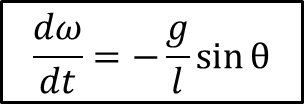 dω/dt = − g/l sin θ